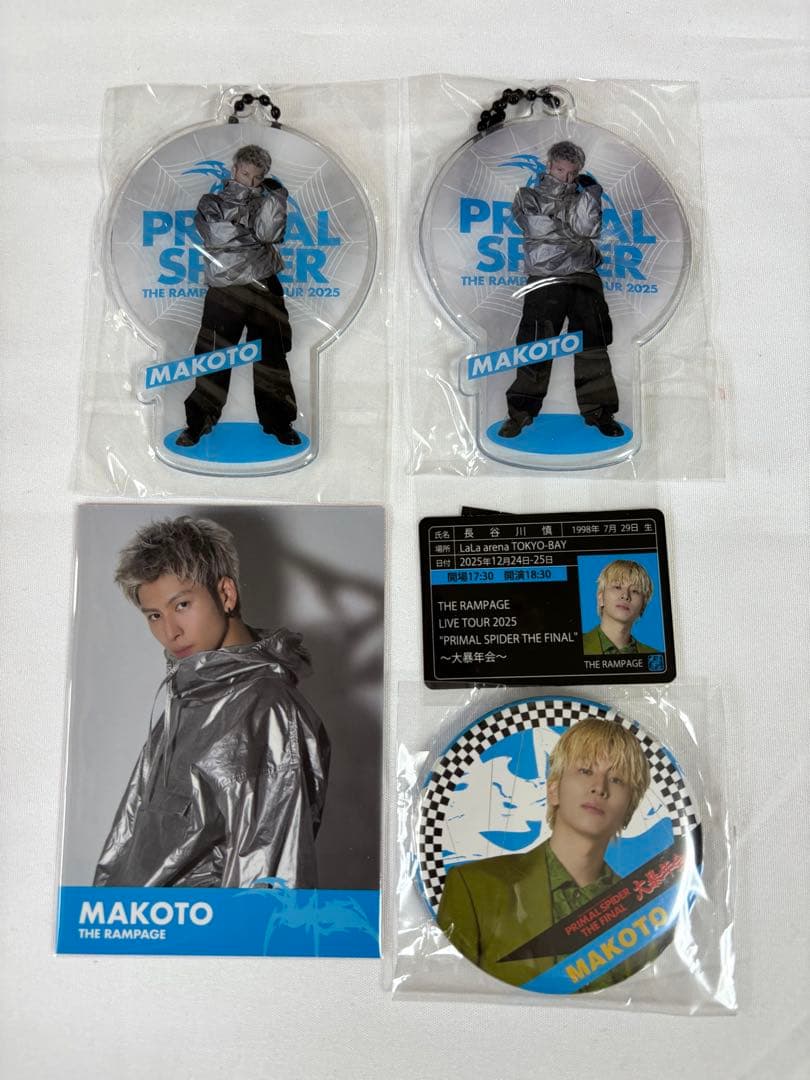 PRIMAL
SPIDER
THE RAMPAGE TOUR 2025
MAKOTO
PRIMAL
SPIDER
THE RAMPAGE TOUR 2025
MAKOTO
MAKOTO
THE RAMPAGE
氏名 長谷川慎 1998年 7月 29日 生
場所 LaLa arena TOKYO-BAY
日付 2025年12月24日-25日
開場17:30 開演18:30
THE RAMPAGE
LIVE TOUR 2025
"PRIMAL SPIDER THE FINAL"
~大暴年会~
THE RAMPAGE
PRIMAL SPIDER
THE FINAL
大暴年会
MAKOTO